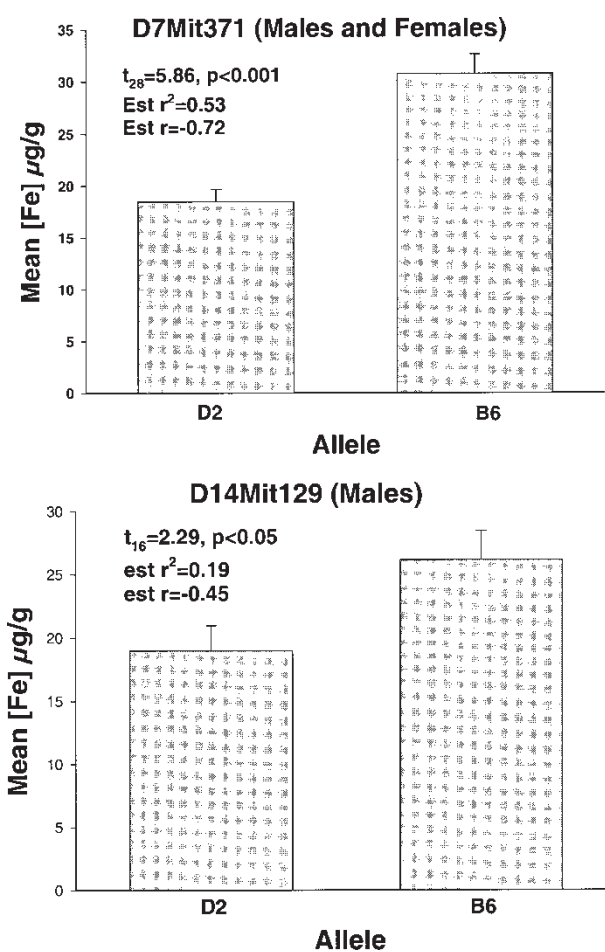 D7Mit371 (Males and Females)
t28=5.86, p<0.001
Est r²=0.53
Est r=-0.72
Mean [Fe] µg/g
35
30
25
20
15
10
5
0
D2 B6
Allele
D14Mit129 (Males)
t16=2.29, p<0.05
est r²=0.19
est r=-0.45
Mean [Fe] µg/g
30
25
20
15
10
5
0
D2 B6
Allele